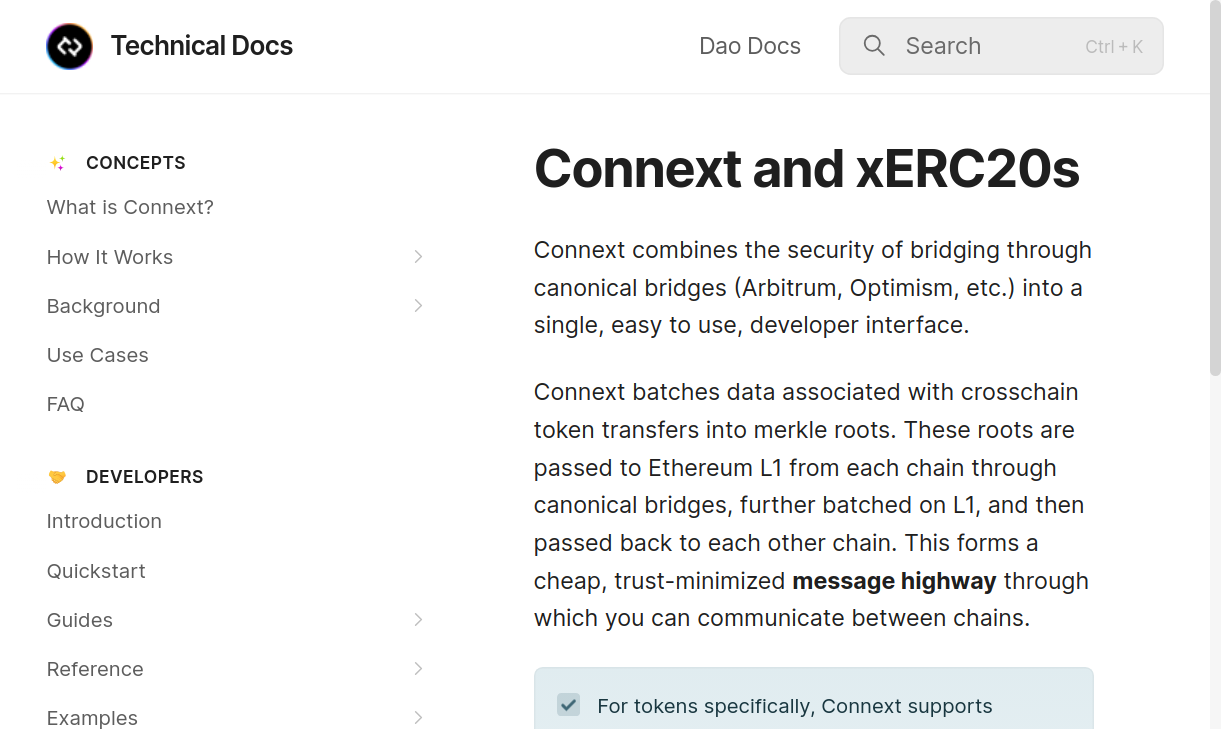 Technical Docs
Dao Docs
Search
Ctrl + K
CONCEPTS
What is Connext?
How It Works
Background
Use Cases
FAQ
DEVELOPERS
Introduction
Quickstart
Guides
Reference
Examples
Connext and xERC20s
Connext combines the security of bridging through
canonical bridges (Arbitrum, Optimism, etc.) into a
single, easy to use, developer interface.
Connext batches data associated with crosschain
token transfers into merkle roots. These roots are
passed to Ethereum L1 from each chain through
canonical bridges, further batched on L1, and then
passed back to each other chain. This forms a
cheap, trust-minimized message highway through
which you can communicate between chains.
For tokens specifically, Connext supports